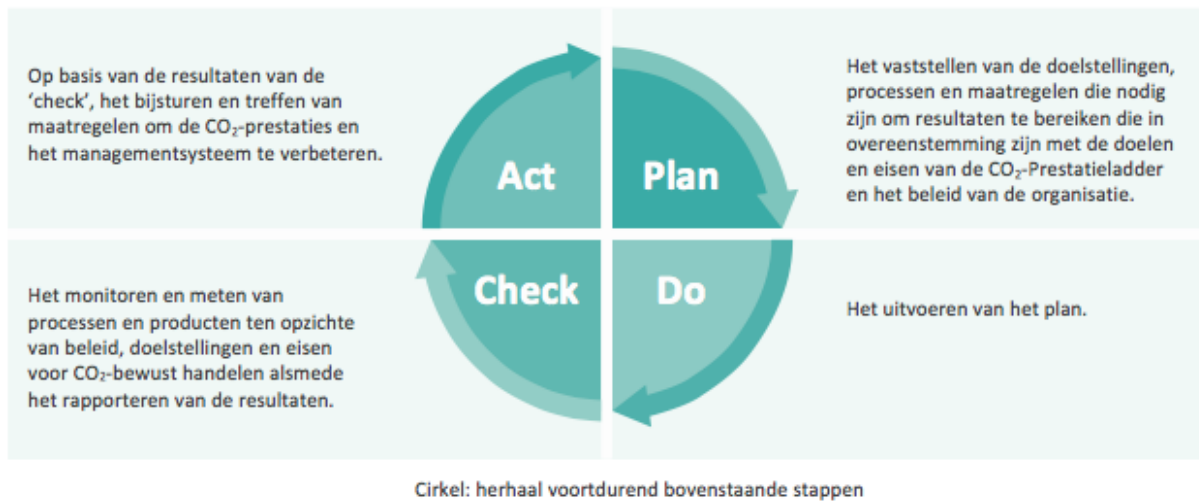 Op basis van de resultaten van de
‘check’, het bijsturen en treffen van
maatregelen om de CO₂-prestaties en
het managementsysteem te verbeteren.
Act
Plan
Het vaststellen van de doelstellingen,
processen en maatregelen die nodig
zijn om resultaten te bereiken die in
overeenstemming zijn met de doelen
en eisen van de CO₂-Prestatieladder
en het beleid van de organisatie.
Het monitoren en meten van
processen en producten ten opzichte
van beleid, doelstellingen en eisen
voor CO₂-bewust handelen alsmede
het rapporteren van de resultaten.
Check
Do
Het uitvoeren van het plan.
Cirkel: herhaal voortdurend bovenstaande stappen